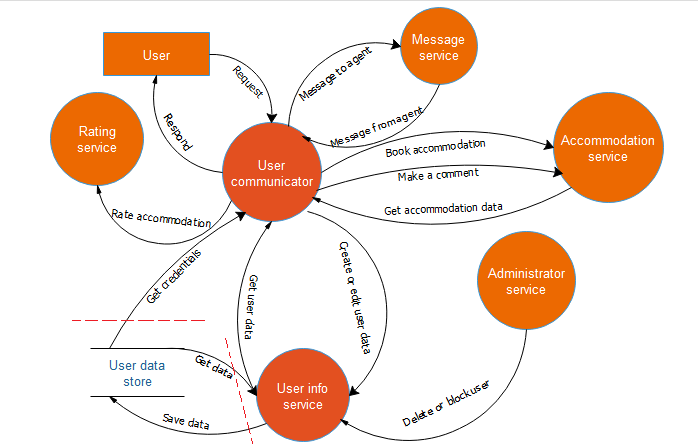 User
Message
service
Request
Message to agent
Rating
service
Respond
Message from agent
User
communicator
Book accommodation
Accommodation
service
Make a comment
Get accommodation data
Rate accommodation
Get credentials
Get user data
Create or edit user data
Administrator
service
User data
store
Get data
User info
service
Save data
Delete or block user